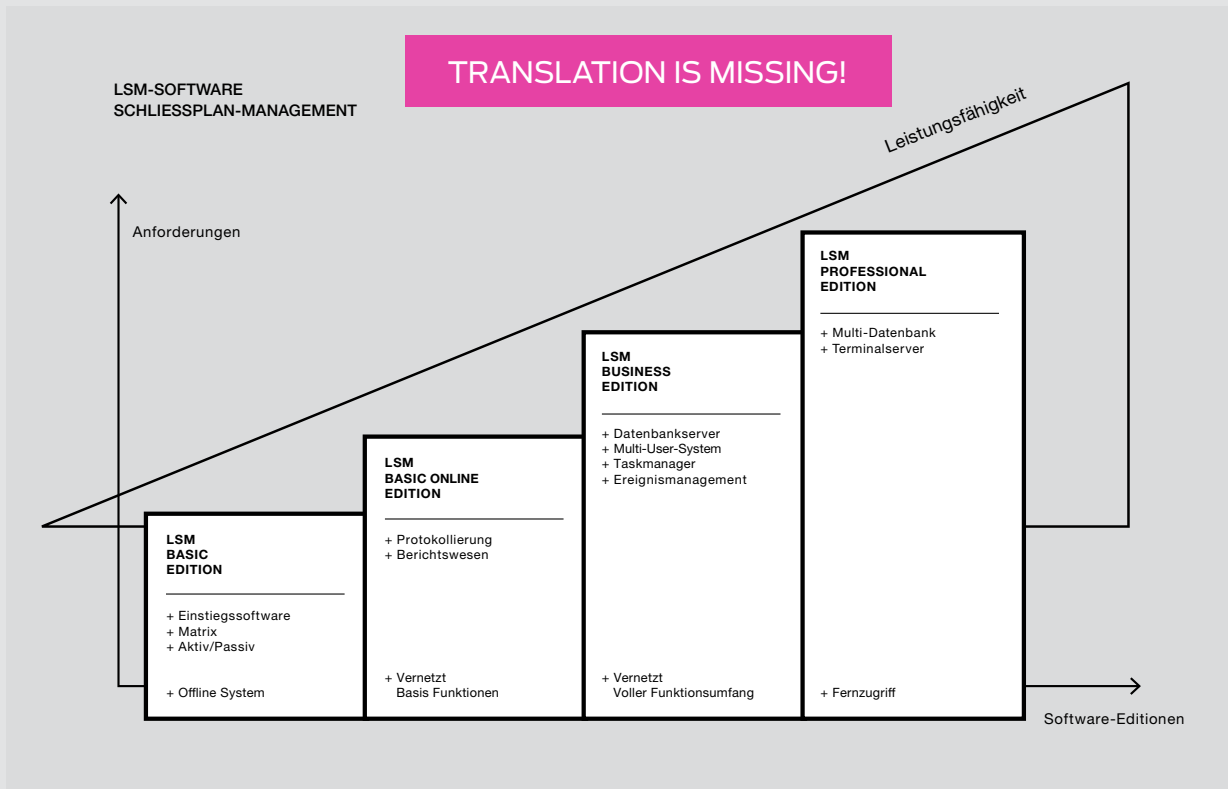 TRANSLATION IS MISSING!
LSM-SOFTWARE
SCHLIESSPLAN-MANAGEMENT
Leistungsfähigkeit
Anforderungen
LSM
BASIC
EDITION
+ Einstiegssoftware
+ Matrix
+ Aktiv/Passiv
+ Offline System
LSM
BASIC ONLINE
EDITION
+ Protokollierung
+ Berichtswesen
+ Vernetzt
Basis Funktionen
LSM
BUSINESS
EDITION
+ Datenbankserver
+ Multi-User-System
+ Taskmanager
+ Ereignismanagement
+ Vernetzt
Voller Funktionsumfang
LSM
PROFESSIONAL
EDITION
+ Multi-Datenbank
+ Terminalserver
+ Fernzugriff
Software-Editionen